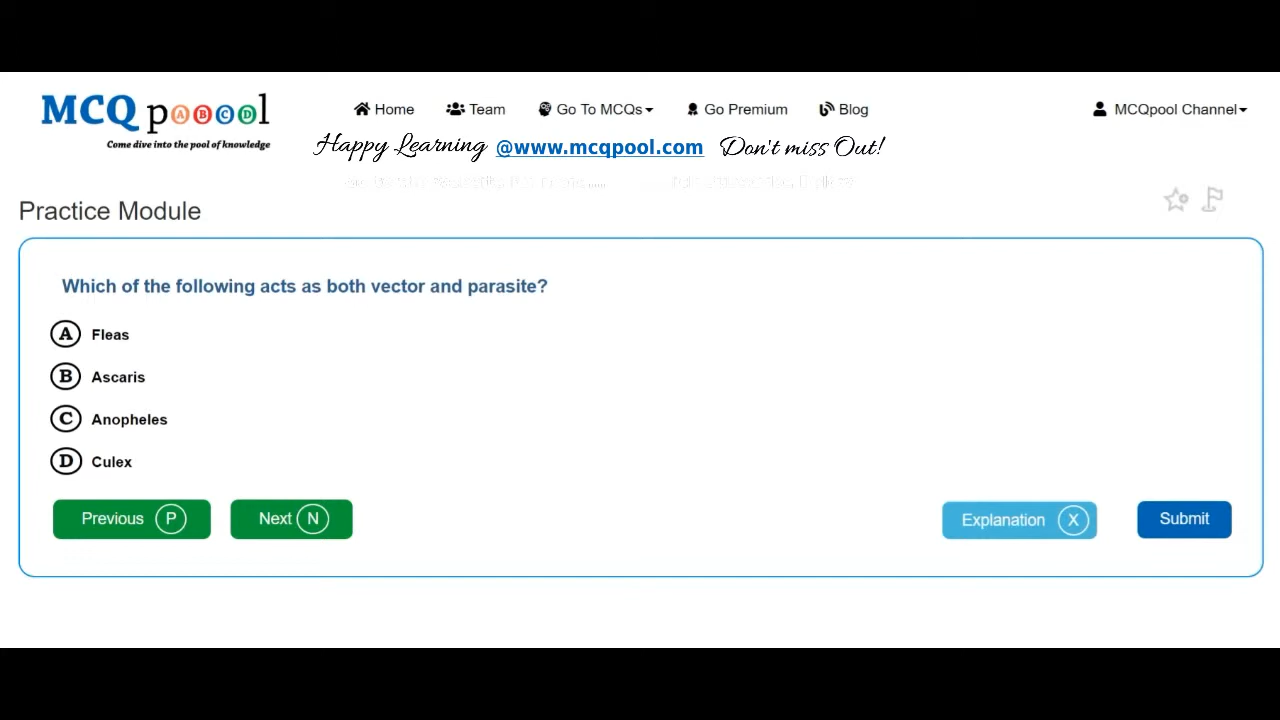 MCQ pooool
Come dive into the pool of knowledge
Home Team Go To MCQs Go Premium Blog MCQpool Channel
Happy Learning @www.mcqpool.com Don't miss Out!
Practice Module
Which of the following acts as both vector and parasite?
A Fleas
B Ascaris
C Anopheles
D Culex
Previous P Next N Explanation X Submit